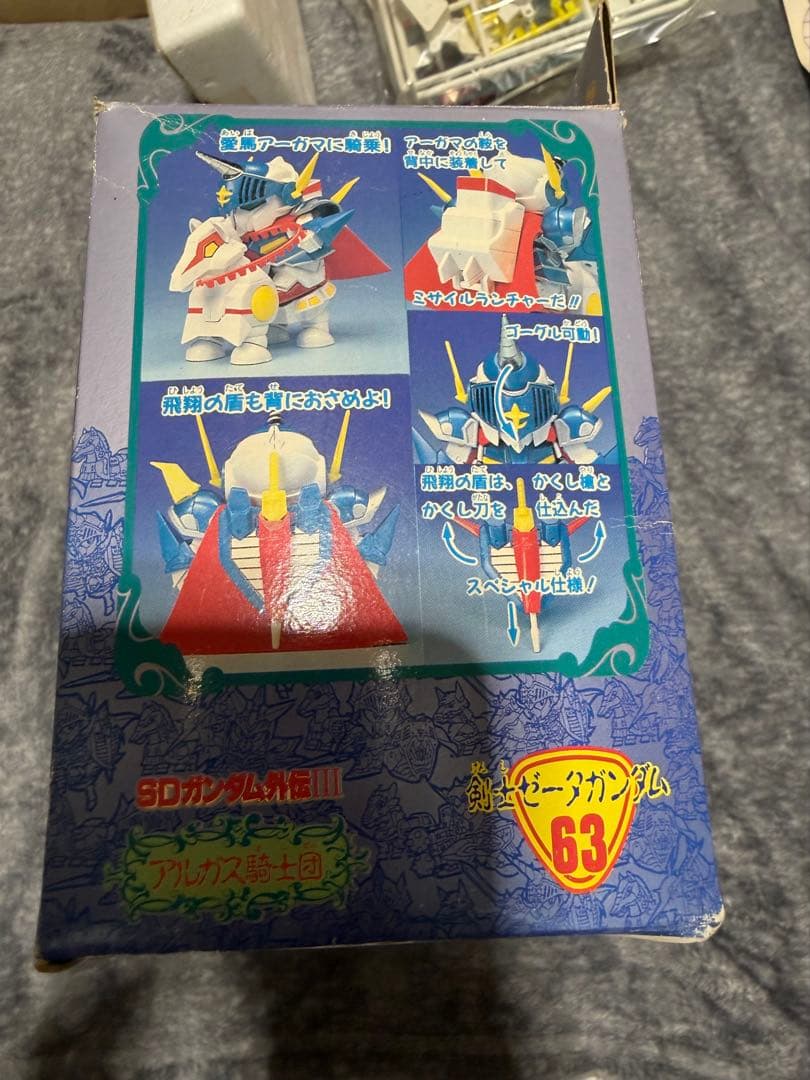 愛馬アーガマに騎乗!
アーガマの鞍を
背中に装着して
ミサイルランチャーだ!!
ゴーグル可動!
飛翔の盾も背におさめよ!
飛翔の盾は、かくし槍と
かくし刀を仕込んだ
スペシャル仕様!
SDガンダム外伝III
アルガス騎士団
剣士ゼータガンダム
63